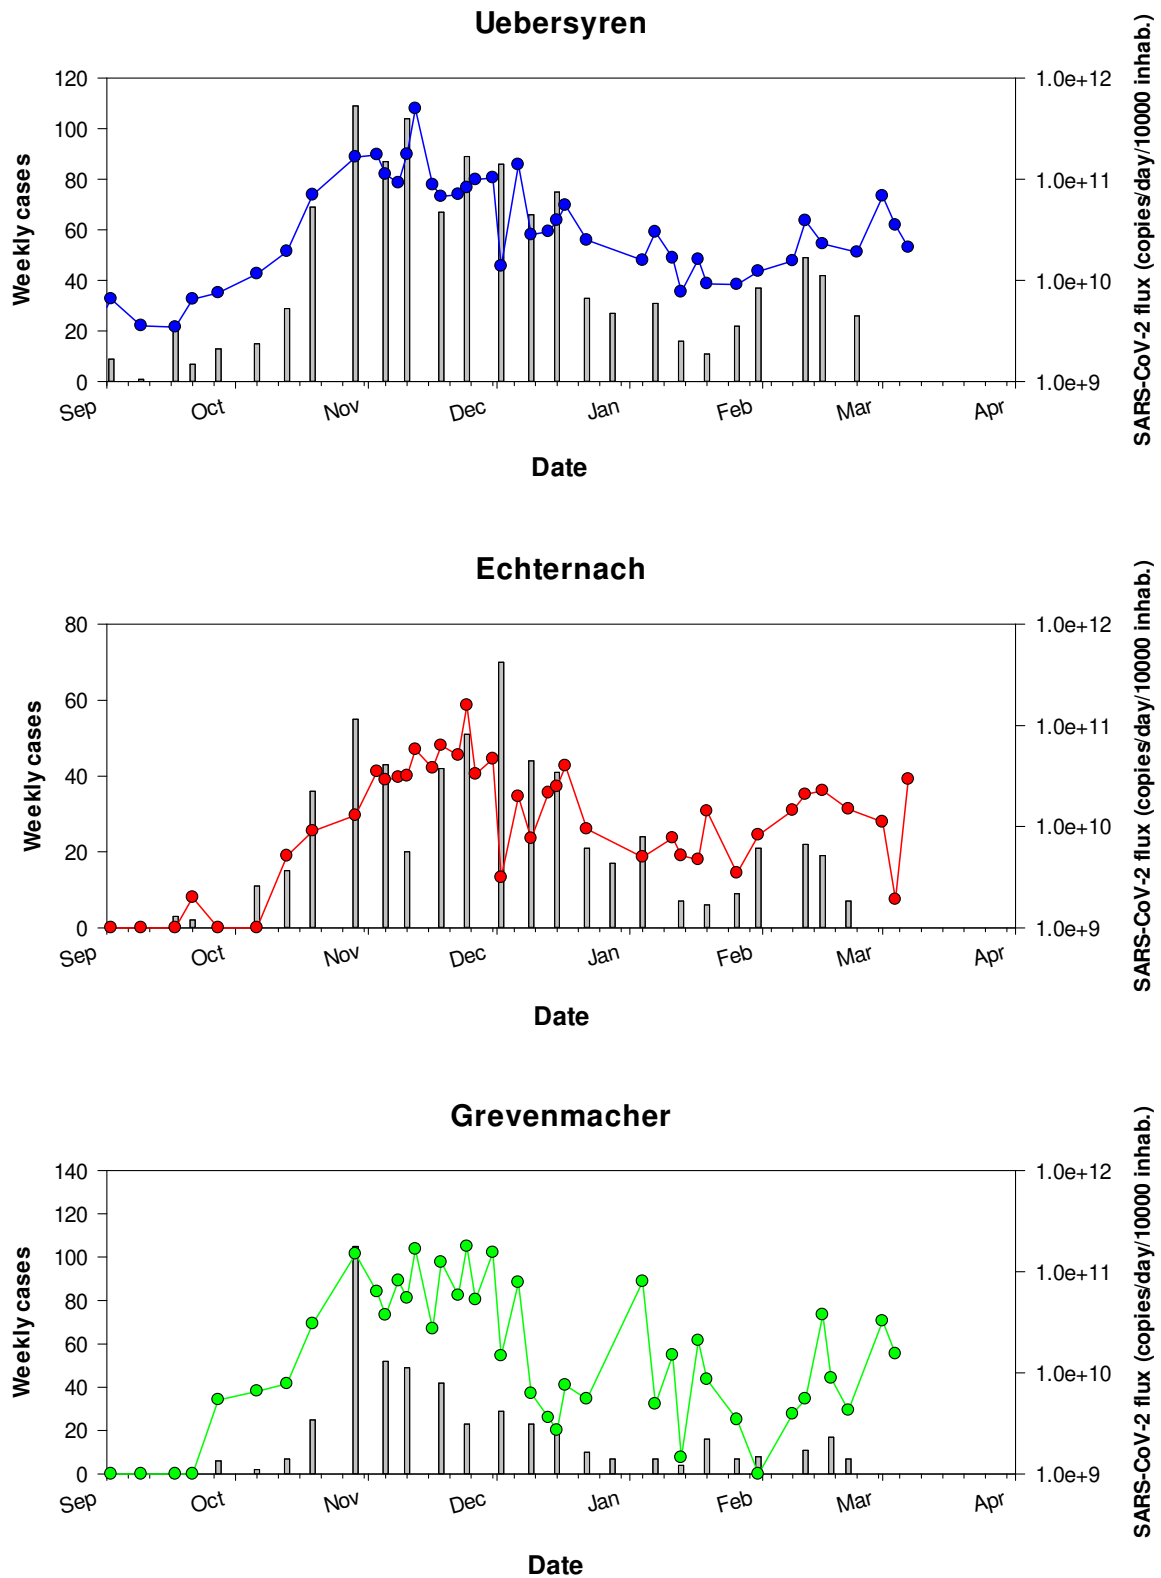 Uebersyren
Weekly cases
120
100
80
60
40
20
0
1.0e+12
1.0e+11
1.0e+10
1.0e+9
SARS-CoV-2 flux (copies/day/10000 inhab.)
Sep Oct Nov Dec Jan Feb Mar Apr
Date
Echternach
Weekly cases
80
60
40
20
0
1.0e+12
1.0e+11
1.0e+10
1.0e+9
SARS-CoV-2 flux (copies/day/10000 inhab.)
Sep Oct Nov Dec Jan Feb Mar Apr
Date
Grevenmacher
Weekly cases
140
120
100
80
60
40
20
0
1.0e+12
1.0e+11
1.0e+10
1.0e+9
SARS-CoV-2 flux (copies/day/10000 inhab.)
Sep Oct Nov Dec Jan Feb Mar Apr
Date